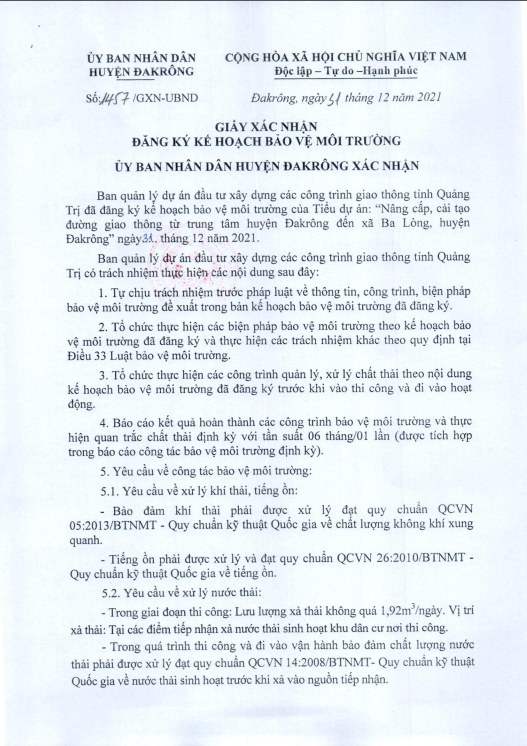 ỦY BAN NHÂN DÂN
HUYỆN ĐAKRÔNG
CỘNG HÒA XÃ HỘI CHỦ NGHĨA VIỆT NAM
Độc lập – Tự do –Hạnh phúc
Số:1457/GXN-UBND
Đakrông, ngày 31 tháng 12 năm 2021
GIẤY XÁC NHẬN
ĐĂNG KÝ KẾ HOẠCH BẢO VỆ MÔI TRƯỜNG
ỦY BAN NHÂN DÂN HUYỆN ĐAKRÔNG XÁC NHẬN
Ban quản lý dự án đầu tư xây dựng các công trình giao thông tỉnh Quảng
Trị đã đăng ký kế hoạch bảo vệ môi trường của Tiểu dự án: “Nâng cấp, cải tạo
đường giao thông từ trung tâm huyện Đakrông đến xã Ba Lòng, huyện
Đakrông” ngày 31 tháng 12 năm 2021.
Ban quản lý dự án đầu tư xây dựng các công trình giao thông tỉnh Quảng
Trị có trách nhiệm thực hiện các nội dung sau đây:
1. Tự chịu trách nhiệm trước pháp luật về thông tin, công trình, biện pháp
bảo vệ môi trường đề xuất trong bản kế hoạch bảo vệ môi trường đã đăng ký.
2. Tổ chức thực hiện các biện pháp bảo vệ môi trường theo kế hoạch bảo
vệ môi trường đã đăng ký và thực hiện các trách nhiệm khác theo quy định tại
Điều 33 Luật bảo vệ môi trường.
3. Tổ chức thực hiện các công trình quản lý, xử lý chất thải theo nội dung
kế hoạch bảo vệ môi trường đã đăng ký trước khi vào thi công và đi vào hoạt
động.
4. Báo cáo kết quả hoàn thành các công trình bảo vệ môi trường và thực
hiện quan trắc chất thải định kỳ với tần suất 06 tháng/01 lần (được tích hợp
trong báo cáo công tác bảo vệ môi trường định kỳ).
5. Yêu cầu về công tác bảo vệ môi trường:
5.1. Yêu cầu về xử lý khí thải, tiếng ồn:
- Bảo đảm khí thải phải được xử lý đạt quy chuẩn QCVN
05:2013/BTNMT - Quy chuẩn kỹ thuật Quốc gia về chất lượng không khí xung
quanh.
- Tiếng ồn phải được xử lý và đạt quy chuẩn QCVN 26:2010/BTNMT -
Quy chuẩn kỹ thuật Quốc gia về tiếng ồn.
5.2. Yêu cầu về xử lý nước thải:
- Trong giai đoạn thi công: Lưu lượng xả thải không quá 1,92m³/ngày. Vị trí
xả thải: Tại các điểm tiếp nhận xả nước thải sinh hoạt khu dân cư nơi thi công.
- Trong quá trình thi công và đi vào vận hành bảo đảm chất lượng nước
thải phải được xử lý đạt quy chuẩn QCVN 14:2008/BTNMT- Quy chuẩn kỹ thuật
Quốc gia về nước thải sinh hoạt trước khi xả vào nguồn tiếp nhận.